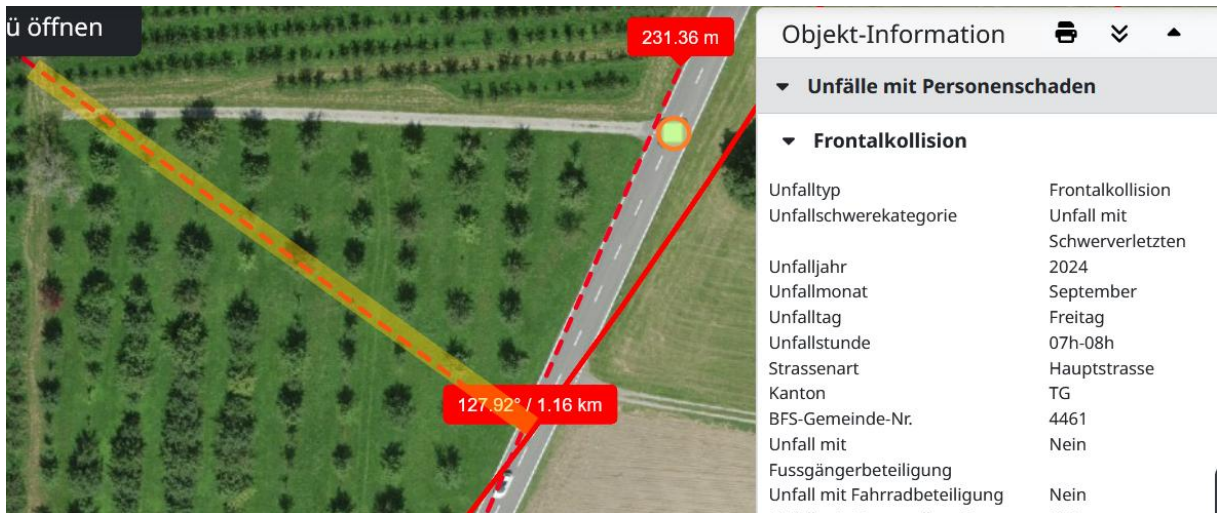 ü öffnen
231.36 m
127.92° / 1.16 km
Objekt-Information
Unfälle mit Personenschaden
Frontalkollision
Unfalltyp Frontalkollision
Unfallschwerekategorie Unfall mit
Schwerverletzten
Unfalljahr 2024
Unfallmonat September
Unfalltag Freitag
Unfallstunde 07h-08h
Strassenart Hauptstrasse
Kanton TG
BFS-Gemeinde-Nr. 4461
Unfall mit Nein
Fussgängerbeteiligung
Unfall mit Fahrradbeteiligung Nein